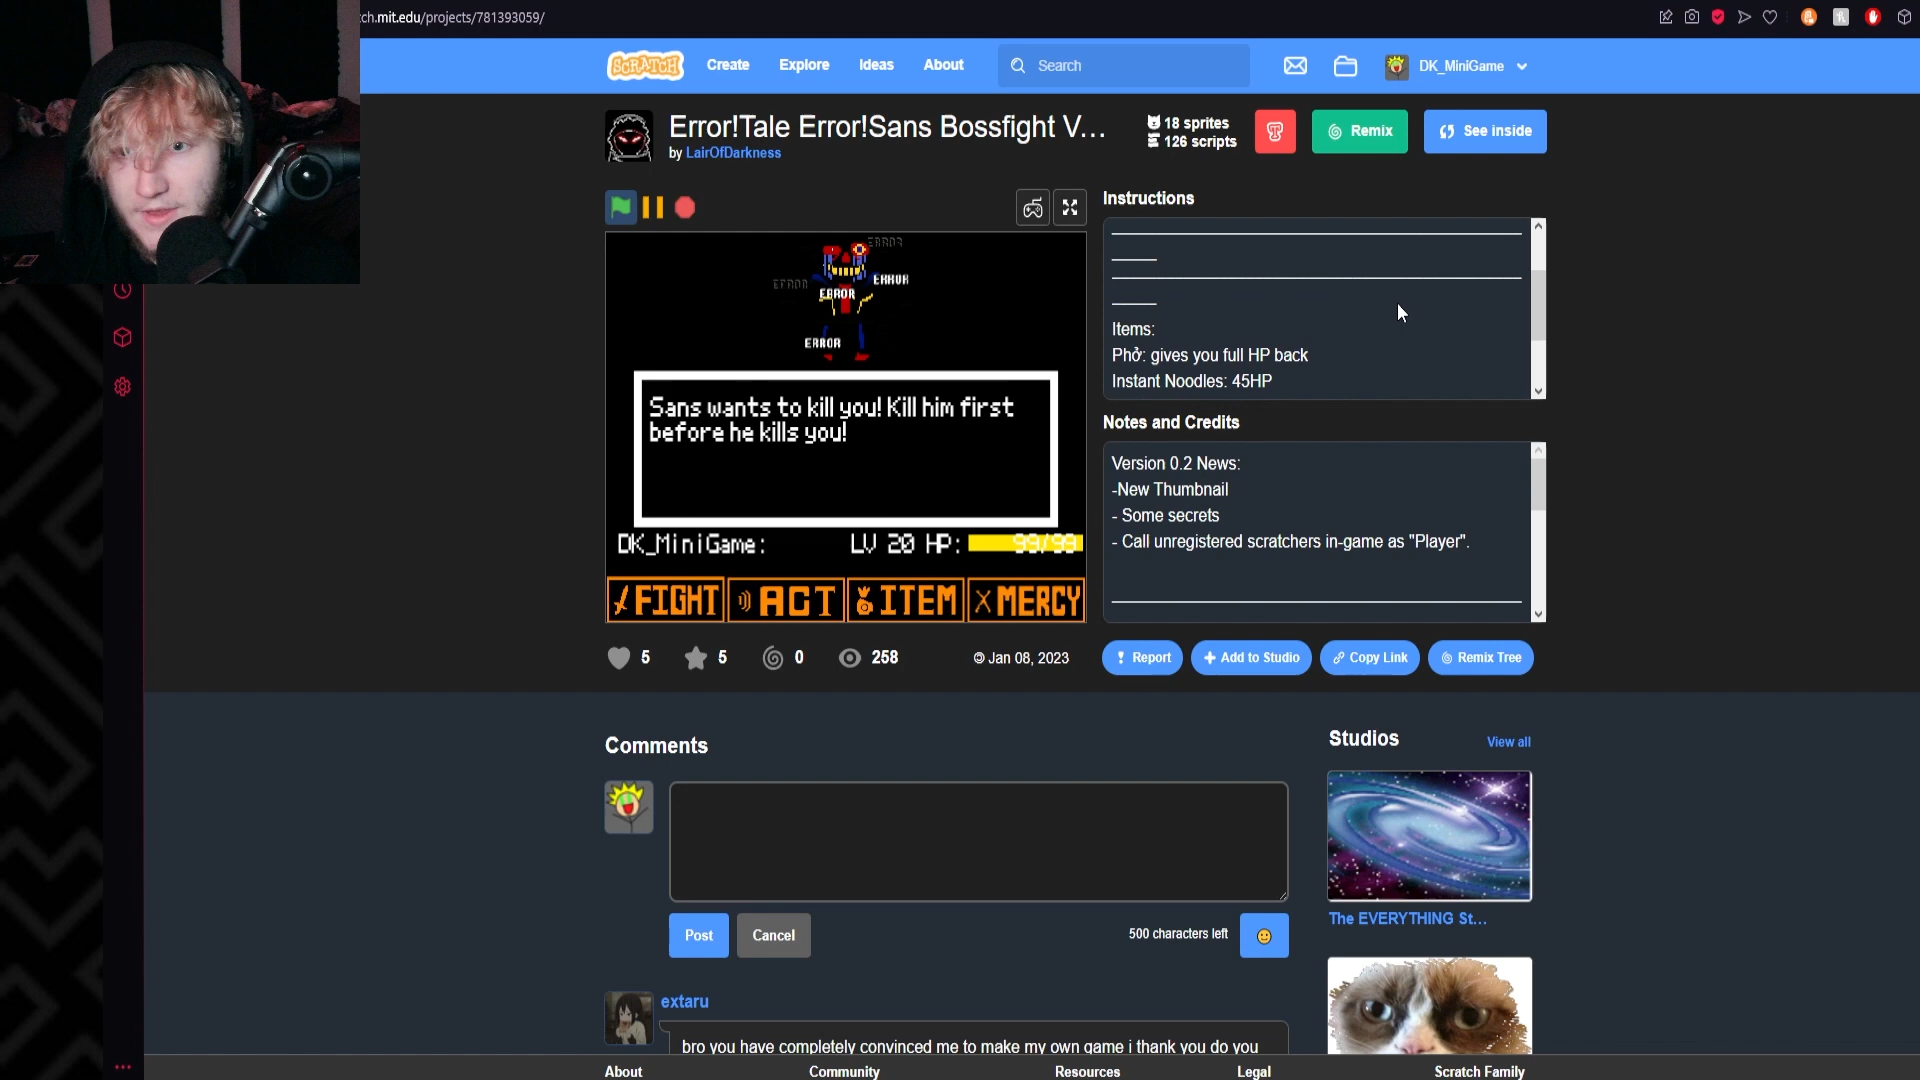 ch.mit.edu/projects/781393059/
SCRATCH
Create
Explore
Ideas
About
Search
DK_MiniGame
Error!Tale Error!Sans Bossfight V...
by LairOfDarkness
18 sprites
126 scripts
Remix
See inside
Instructions
Items:
Phở: gives you full HP back
Instant Noodles: 45HP
ERROR
ERROR
ERROR
ERROR
ERROR
Sans wants to kill you! Kill him first
before he kills you!
DK_MiniGame:
LV 20 HP: 99/99
FIGHT
ACT
ITEM
MERCY
Notes and Credits
Version 0.2 News:
-New Thumbnail
- Some secrets
- Call unregistered scratchers in-game as "Player".
5
5
0
258
© Jan 08, 2023
Report
Add to Studio
Copy Link
Remix Tree
Comments
Post
Cancel
500 characters left
extaru
bro you have completely convinced me to make my own game i thank you do you
Studios
View all
The EVERYTHING St...
About
Community
Resources
Legal
Scratch Family